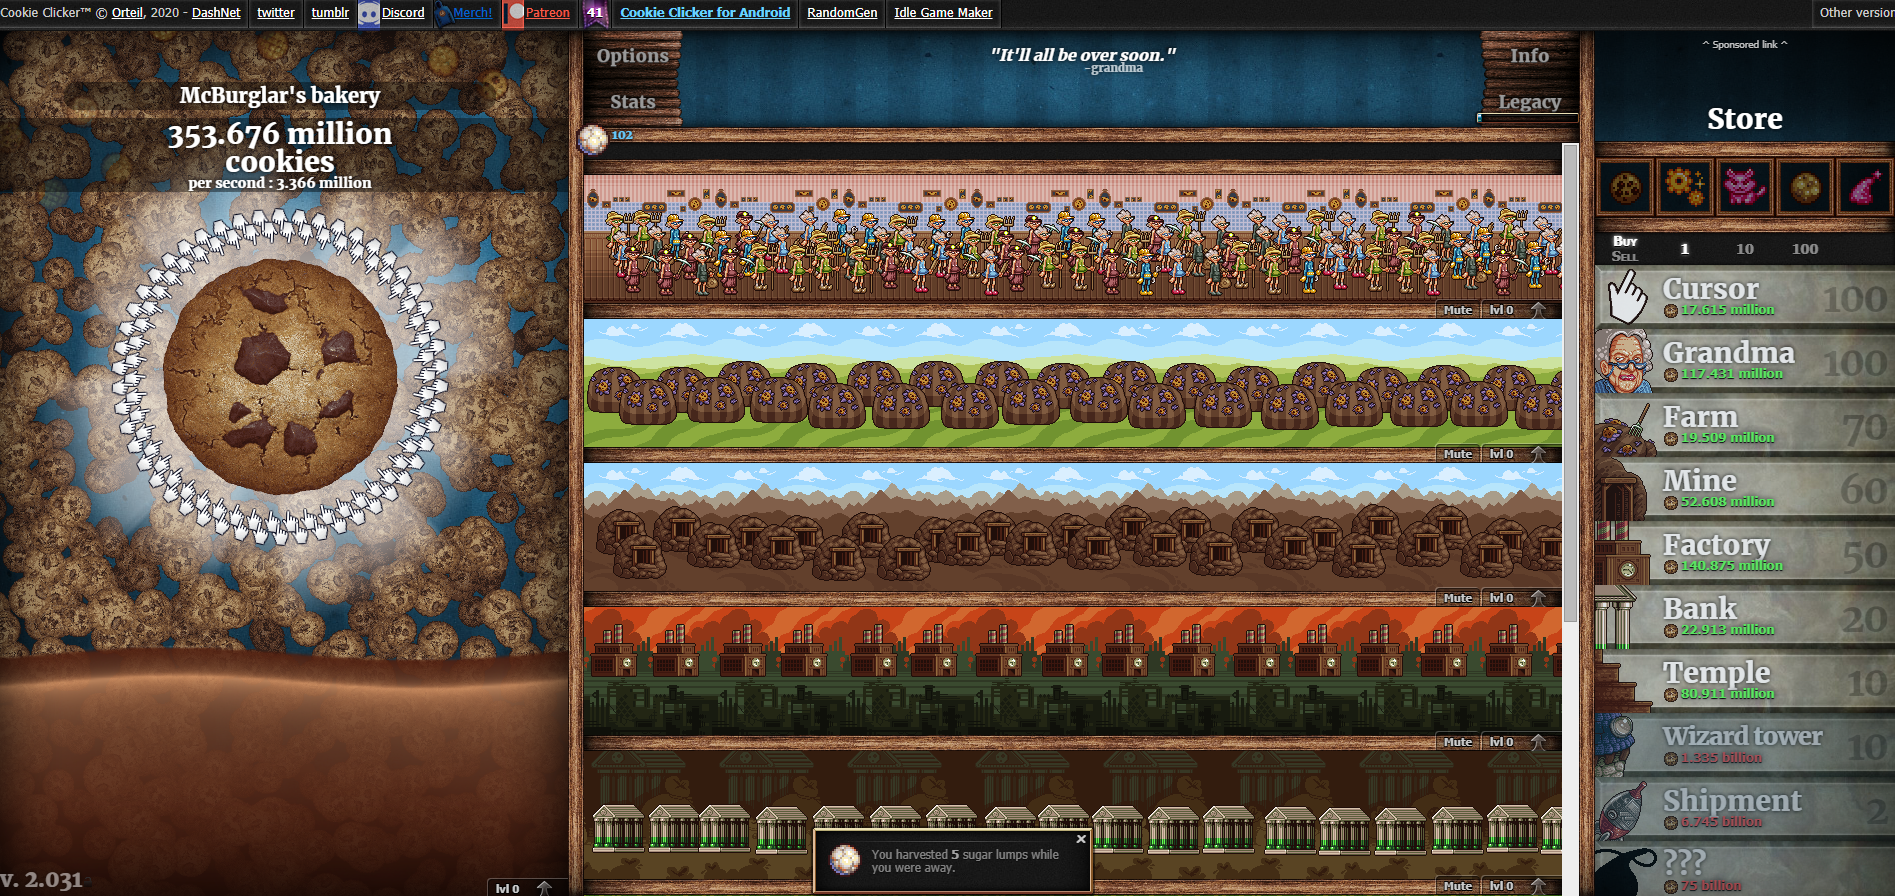 Cookie Clicker™ © Orteil, 2020 - DashNet
twitter
tumblr
Discord
Merch!
Patreon
41
Cookie Clicker for Android
RandomGen
Idle Game Maker
Other version
McBurglar's bakery
353.676 million
cookies
per second : 3.366 million
v. 2.031
lvl 0
Options
Stats
"It'll all be over soon."
-grandma
Info
Legacy
102
Mute lvl 0
Mute lvl 0
Mute lvl 0
Mute lvl 0
Mute lvl 0
You harvested 5 sugar lumps while
you were away.
^ Sponsored link ^
Store
Buy
Sell
1 10 100
Cursor 100
17.615 million
Grandma 100
117.431 million
Farm 70
19.509 million
Mine 60
52.608 million
Factory 50
140.875 million
Bank 20
22.913 million
Temple 10
80.911 million
Wizard tower 10
1.335 billion
Shipment 2
6.745 billion
???
75 billion